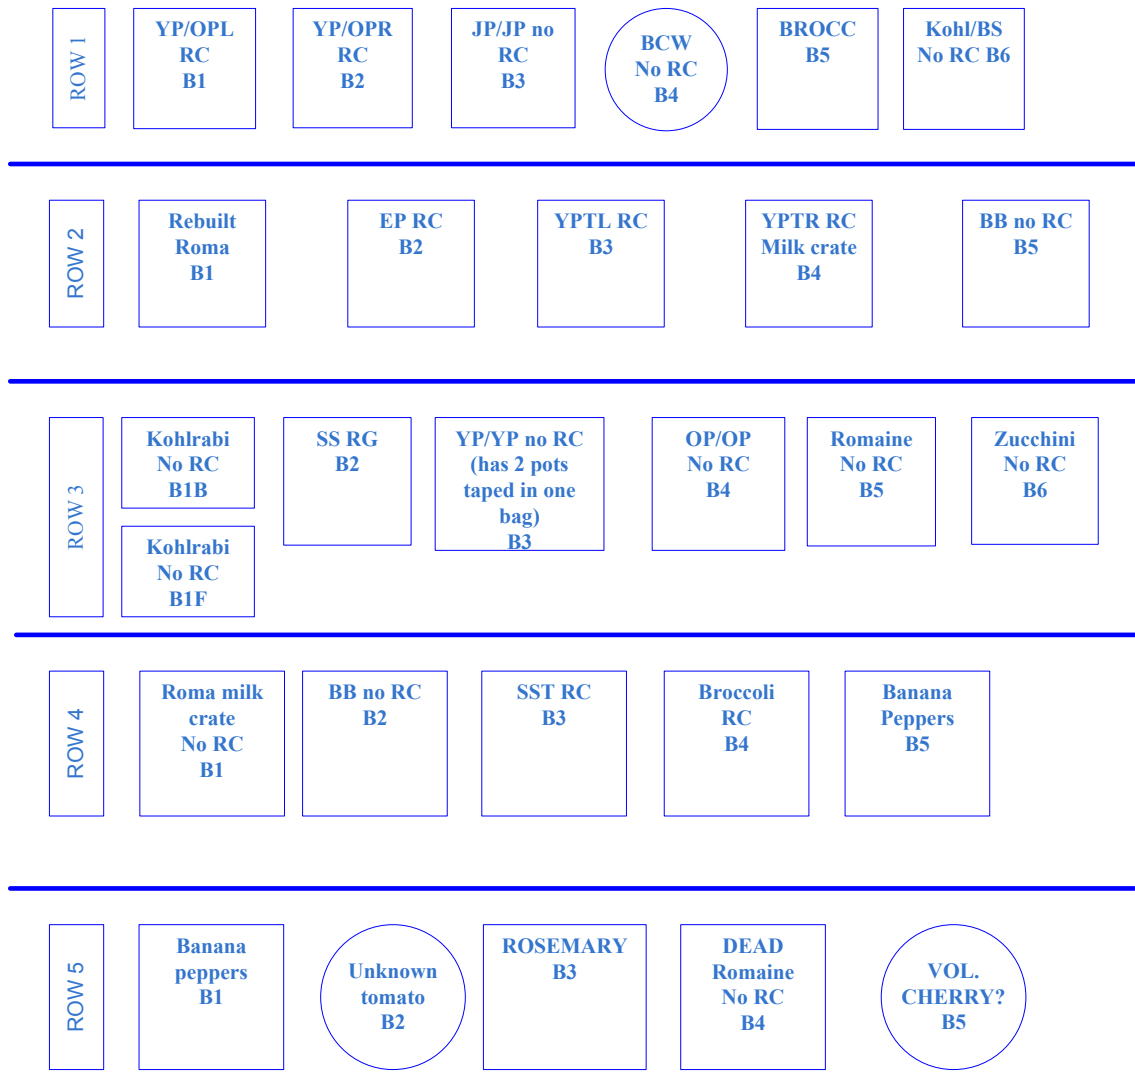 ROW 1
YP/OPL
RC
B1
YP/OPR
RC
B2
JP/JP no
RC
B3
BCW
No RC
B4
BROCC
B5
Kohl/BS
No RC B6
ROW 2
Rebuilt
Roma
B1
EP RC
B2
YPTL RC
B3
YPTR RC
Milk crate
B4
BB no RC
B5
ROW 3
Kohlrabi
No RC
B1B
Kohlrabi
No RC
B1F
SS RG
B2
YP/YP no RC
(has 2 pots
taped in one
bag)
B3
OP/OP
No RC
B4
Romaine
No RC
B5
Zucchini
No RC
B6
ROW 4
Roma milk
crate
No RC
B1
BB no RC
B2
SST RC
B3
Broccoli
RC
B4
Banana
Peppers
B5
ROW 5
Banana
peppers
B1
Unknown
tomato
B2
ROSEMARY
B3
DEAD
Romaine
No RC
B4
VOL.
CHERRY?
B5